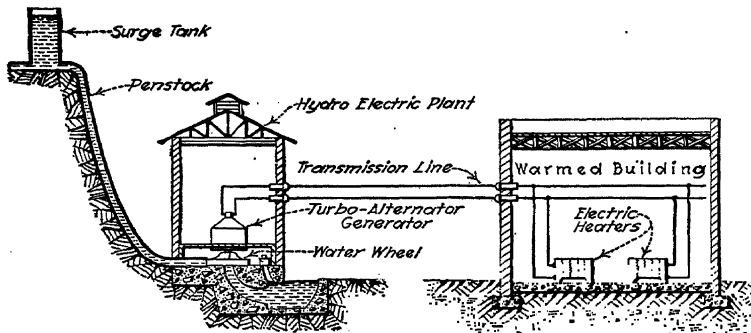 Surge Tank
Penstock
Hydro Electric Plant
Transmission Line
Warmed Building
Turbo-Alternator
Generator
Electric
Heaters
Water Wheel